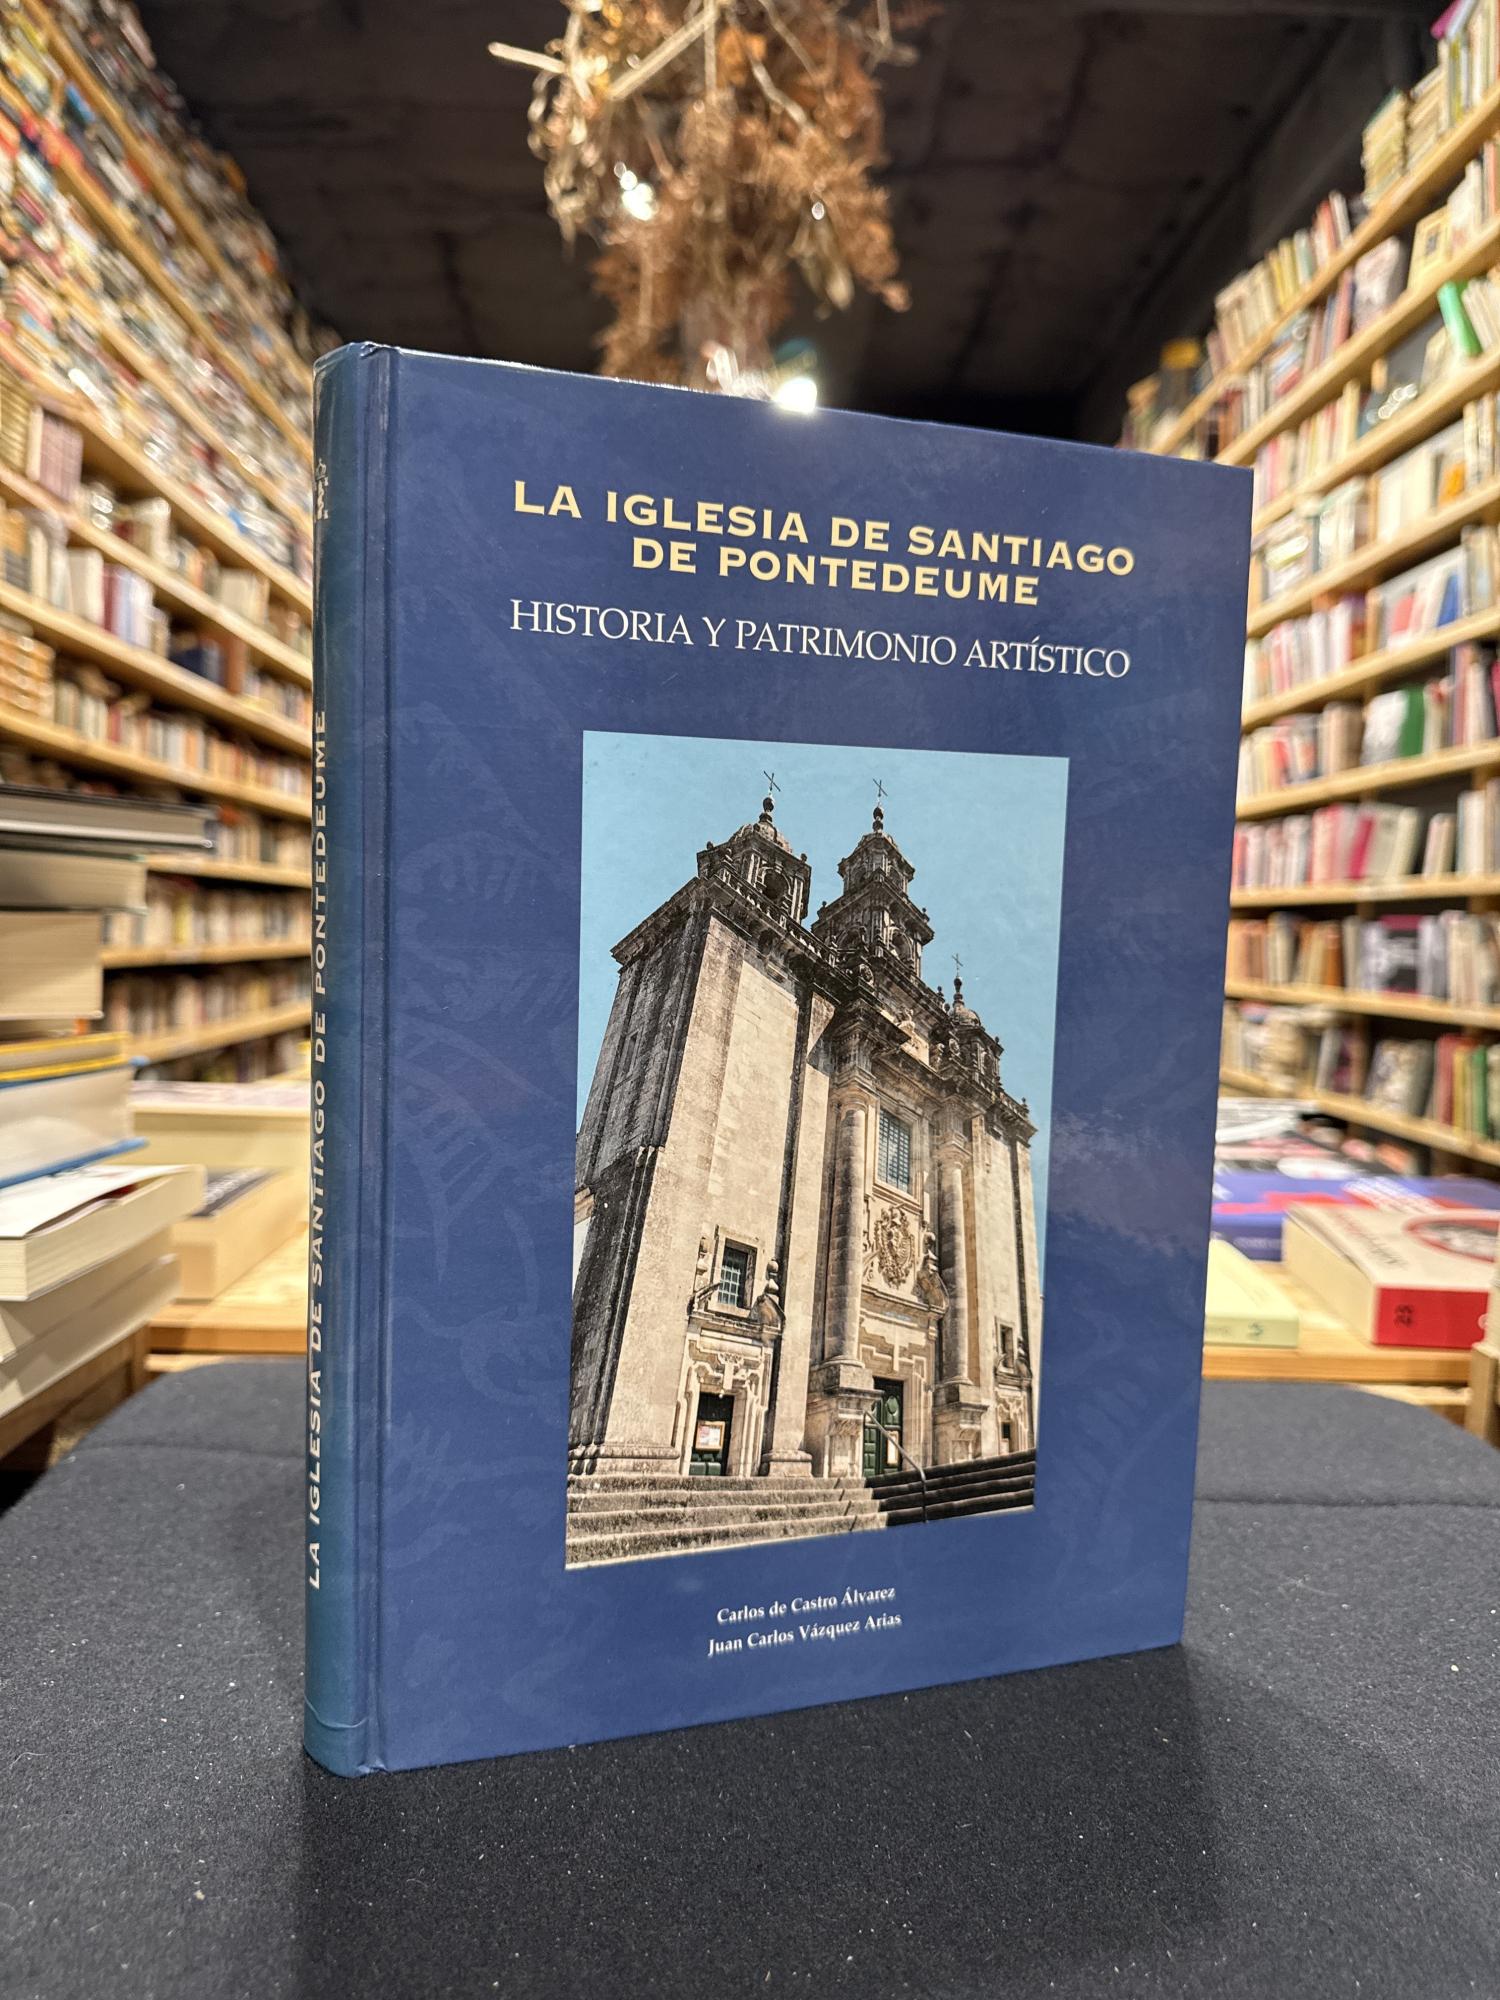 LA IGLESIA DE SANTIAGO
DE PONTEDEUME
HISTORIA Y PATRIMONIO ARTÍSTICO
Carlos de Castro Álvarez
Juan Carlos Vázquez Arias
LA IGLESIA DE SANTIAGO DE PONTEDEUME